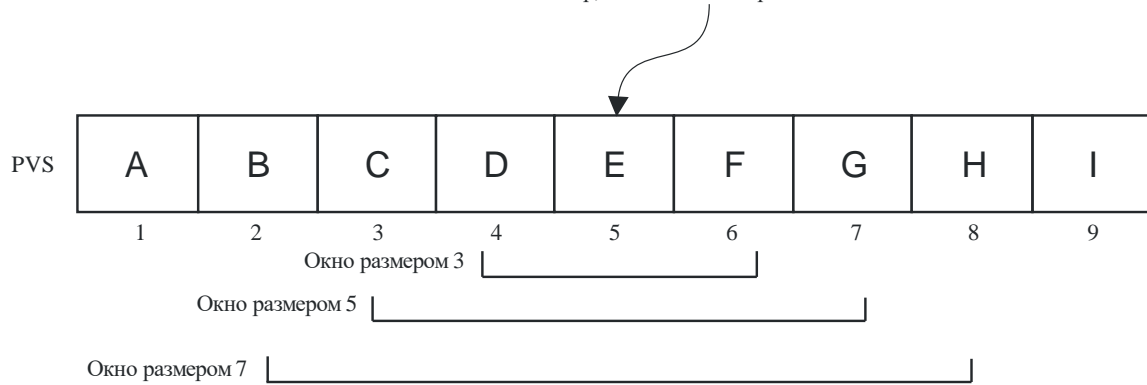 PVS
A B C D E F G H I
1 2 3 4 5 6 7 8 9
Окно размером 3
Окно размером 5
Окно размером 7